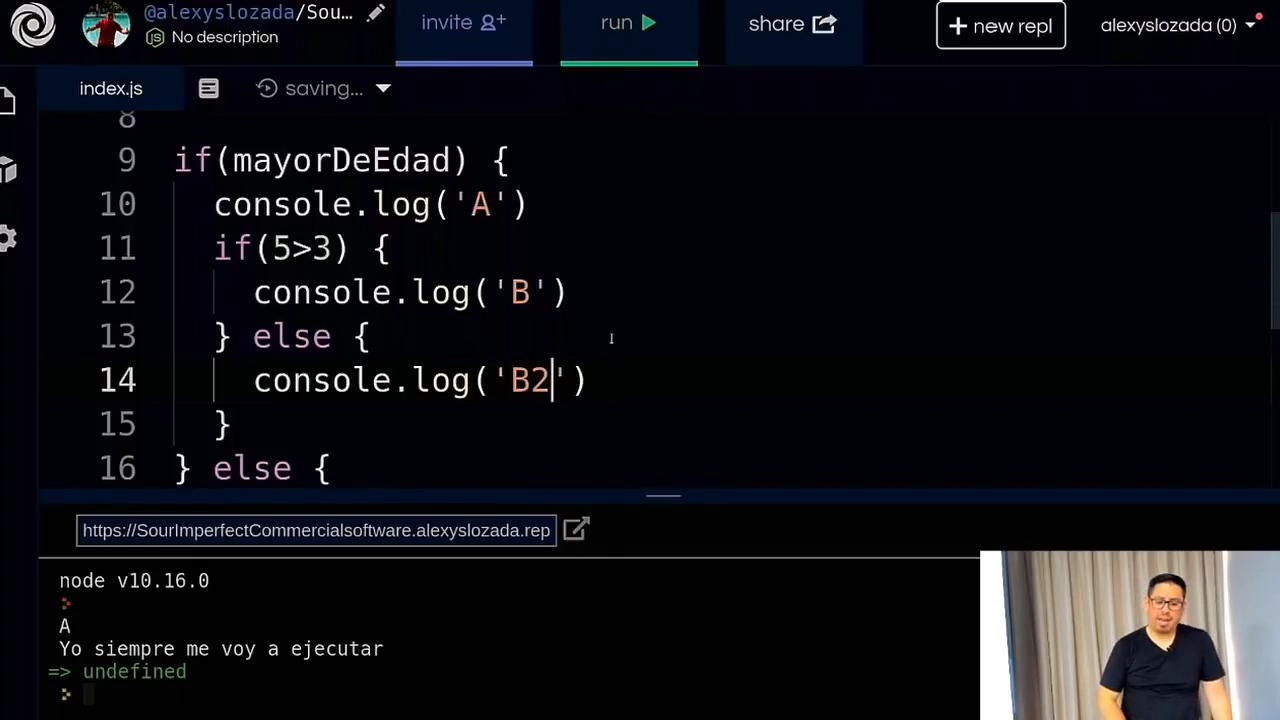 @alexyslozada/Sour...
No description
invite
run
share
+ new repl
alexyslozada (0)
index.js
saving...
8
9 if(mayorDeEdad) {
10 console.log('A')
11 if(5>3) {
12 console.log('B')
13 } else {
14 console.log('B2')
15 }
16 } else {
https://SourImperfectCommercialsoftware.alexyslozada.rep
node v10.16.0
>
A
Yo siempre me voy a ejecutar
=> undefined
>